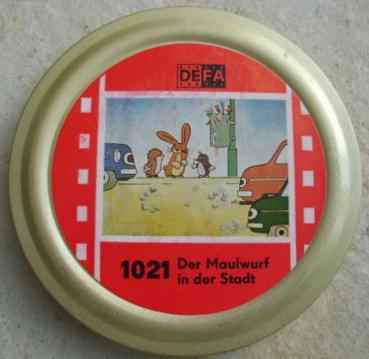 DEFA
1021 Der Maulwurf
in der Stadt